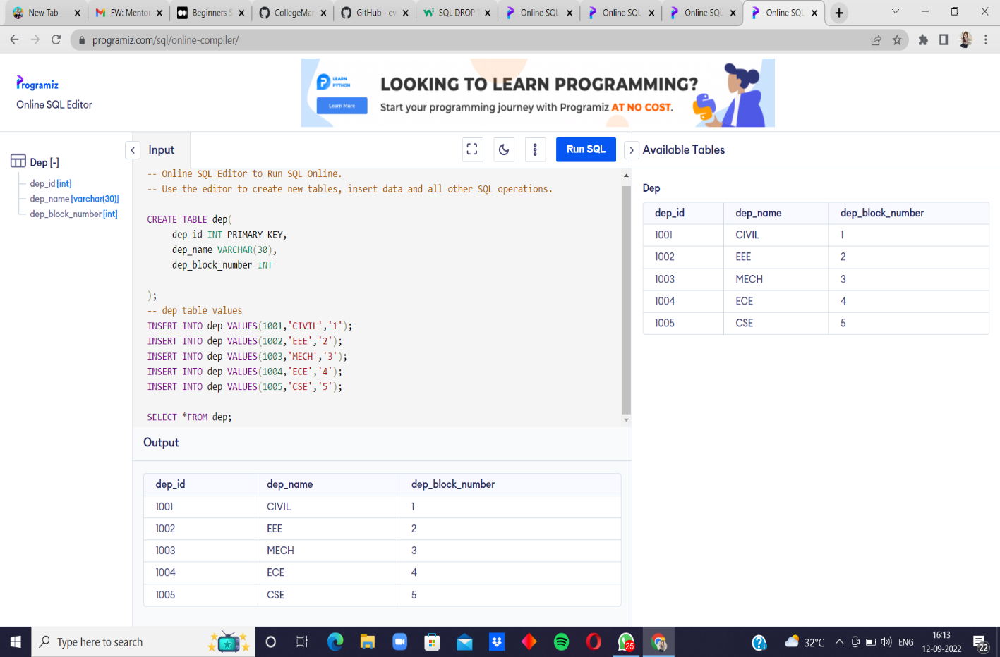 New Tab
FW: Mentor
Beginners S
CollegeMar
GitHub - ev
SQL DROP T
Online SQL
Online SQL
Online SQL
Online SQL
programiz.com/sql/online-compiler/
Programiz
Online SQL Editor
LEARN
PYTHON
Learn More
LOOKING TO LEARN PROGRAMMING?
Start your programming journey with Programiz AT NO COST.
Dep [-]
dep_id [int]
dep_name [varchar(30)]
dep_block_number [int]
Input
Run SQL
-- Online SQL Editor to Run SQL Online.
-- Use the editor to create new tables, insert data and all other SQL operations.
CREATE TABLE dep(
dep_id INT PRIMARY KEY,
dep_name VARCHAR(30),
dep_block_number INT
);
-- dep table values
INSERT INTO dep VALUES(1001,'CIVIL','1');
INSERT INTO dep VALUES(1002,'EEE','2');
INSERT INTO dep VALUES(1003,'MECH','3');
INSERT INTO dep VALUES(1004,'ECE','4');
INSERT INTO dep VALUES(1005,'CSE','5');
SELECT *FROM dep;
Output
dep_id dep_name dep_block_number
1001 CIVIL 1
1002 EEE 2
1003 MECH 3
1004 ECE 4
1005 CSE 5
Available Tables
Dep
dep_id dep_name dep_block_number
1001 CIVIL 1
1002 EEE 2
1003 MECH 3
1004 ECE 4
1005 CSE 5
Type here to search
25
32°C
ENG
16:13
12-09-2022
22